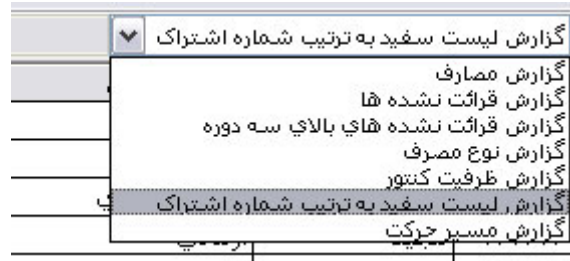 گزارش ليست سفيد به ترتيب شماره اشتراک
گزارش مصارف
گزارش قرائت نشده ها
گزارش قرائت نشده هاي بالاي سه دوره
گزارش نوع مصرف
گزارش ظرفيت کنتور
گزارش ليست سفيد به ترتيب شماره اشتراک
گزارش مسير حرکت